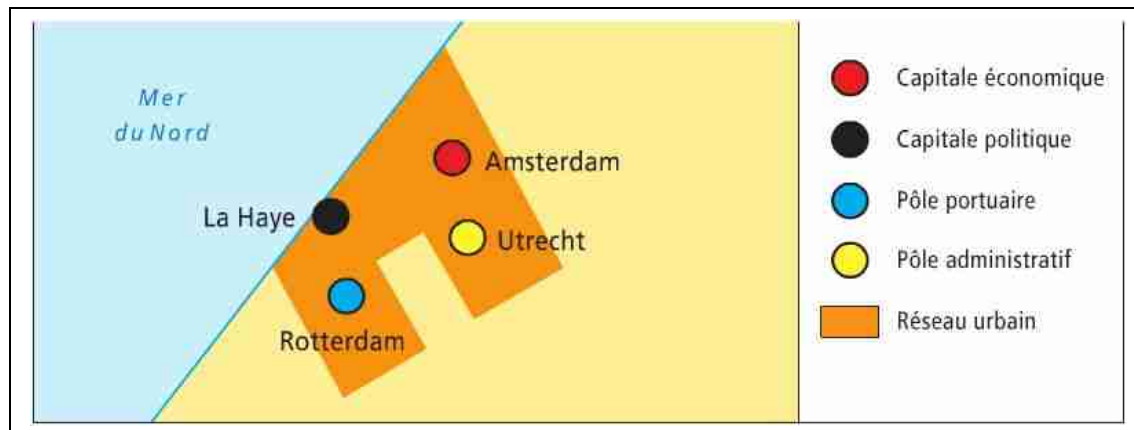 Mer
du Nord
Amsterdam
La Haye
Utrecht
Rotterdam
Capitale économique
Capitale politique
Pôle portuaire
Pôle administratif
Réseau urbain